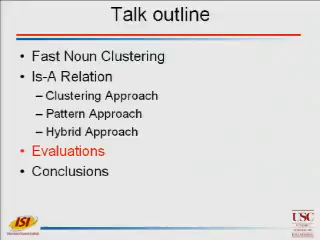 Talk outline
• Fast Noun Clustering
• Is-A Relation
– Clustering Approach
– Pattern Approach
– Hybrid Approach
• Evaluations
• Conclusions
ISI
USC